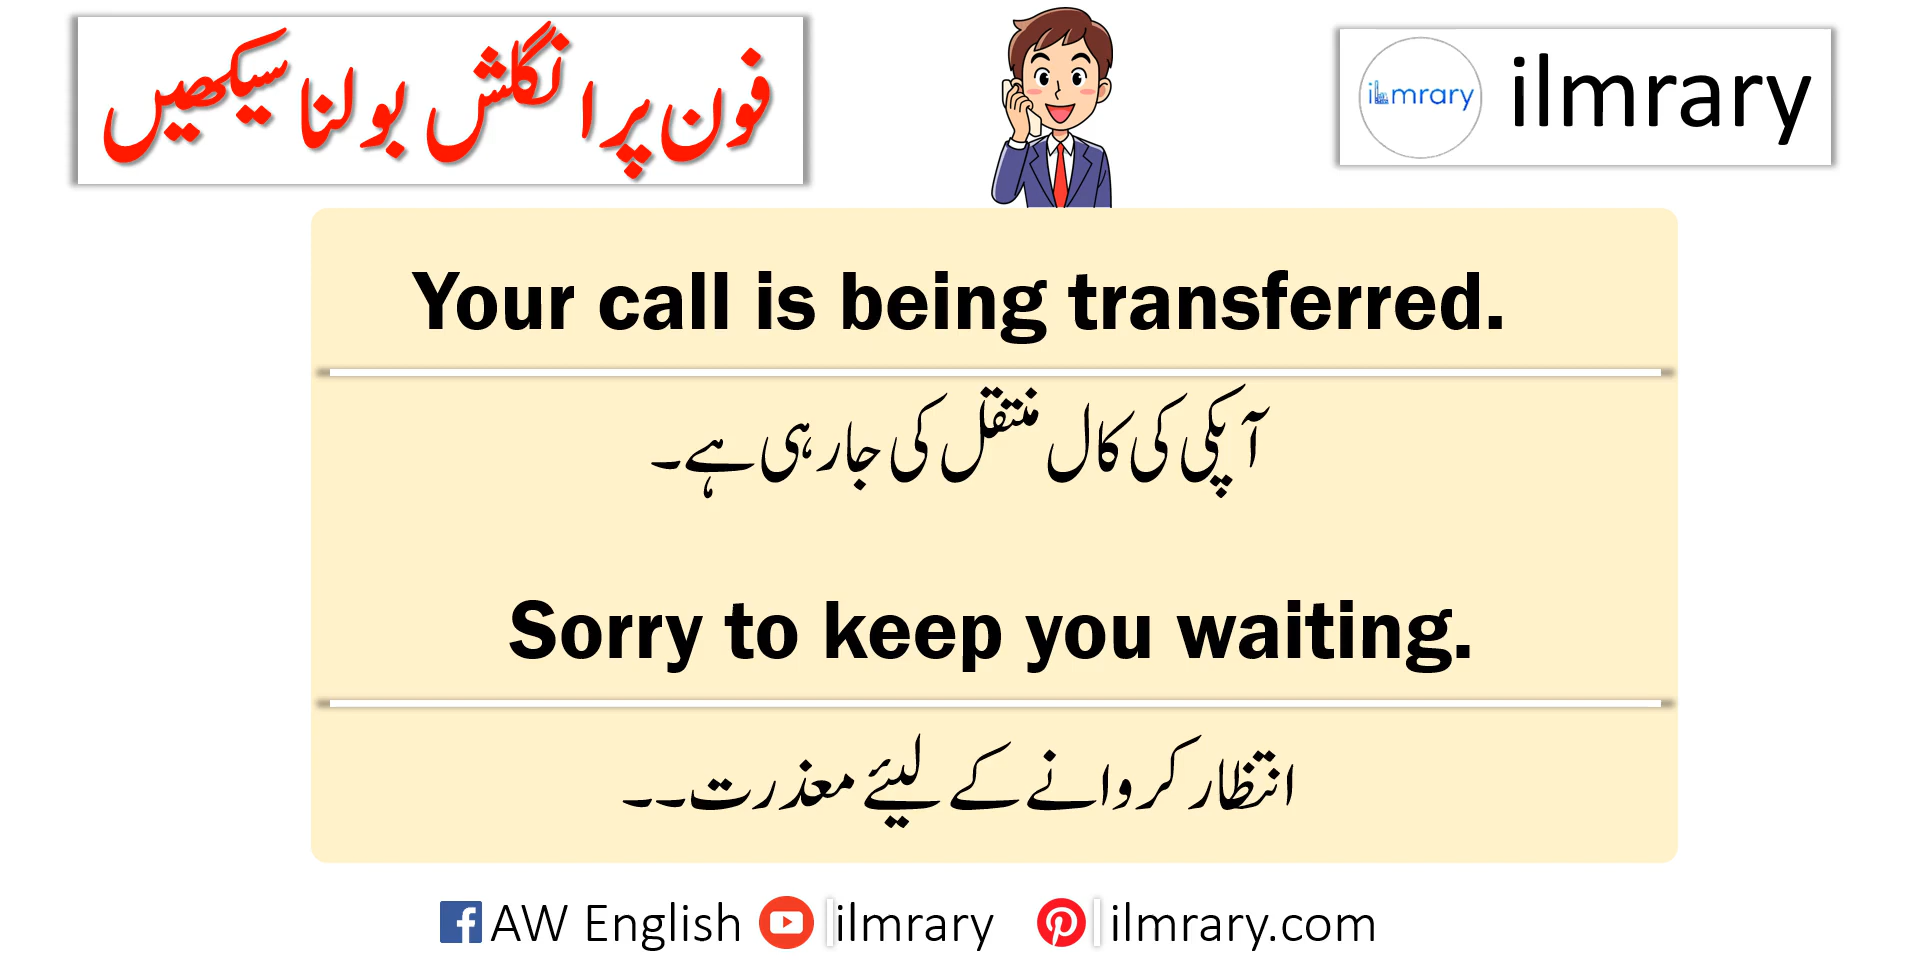 فون پر انگلش بولنا سیکھیں
ilmrary
ilmrary
Your call is being transferred.
آپکی کی کال منتقل کی جارہی ہے۔
Sorry to keep you waiting.
انتظار کروانے کے لیئے معذرت۔۔
AW English ilmrary ilmrary.com